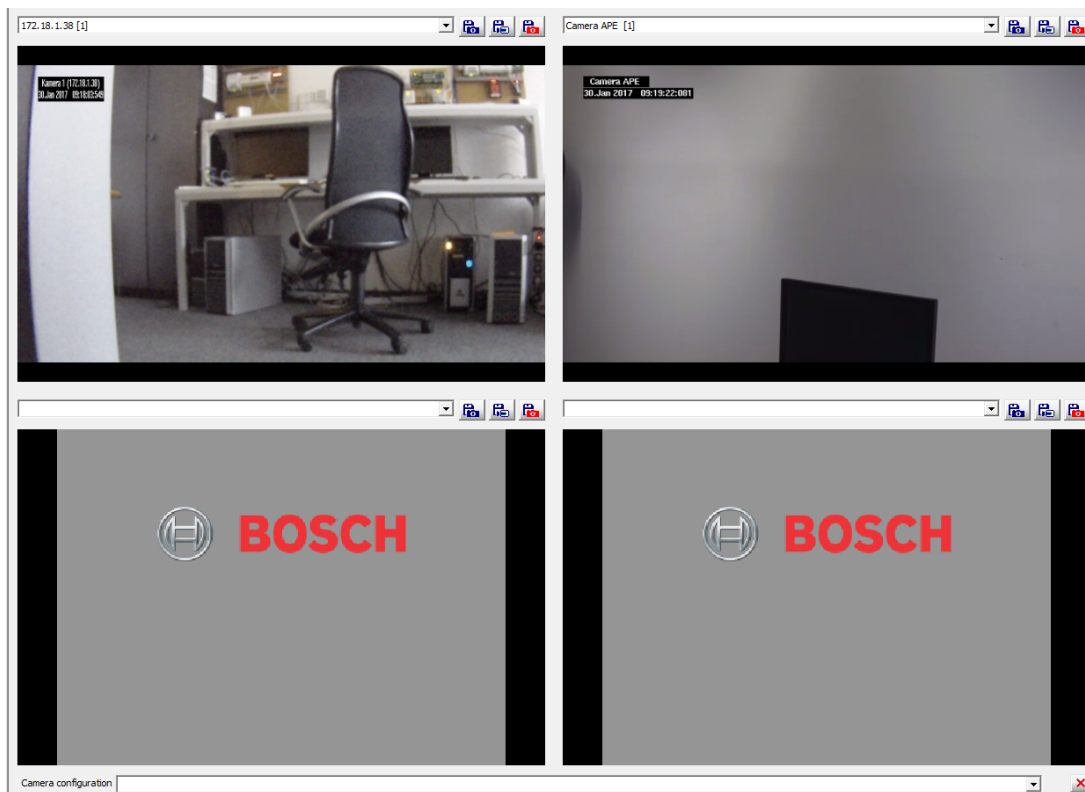 172.18.1.38 [1]
Camera APE [1]
Kamera 1 (172.18.1.38)
30.Jan 2017 09:18:03:549
Camera APE
30.Jan 2017 09:19:22:081
BOSCH
BOSCH
Camera configuration